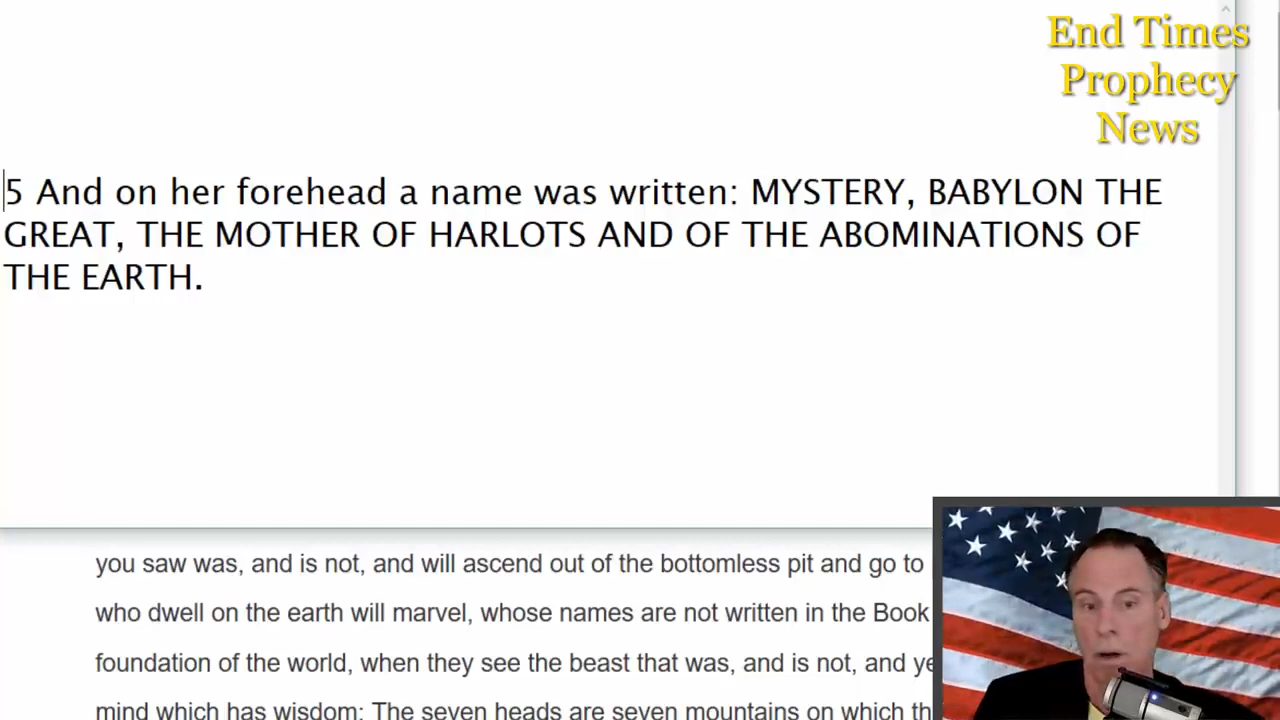 End Times
Prophecy
News
5 And on her forehead a name was written: MYSTERY, BABYLON THE
GREAT, THE MOTHER OF HARLOTS AND OF THE ABOMINATIONS OF
THE EARTH.
you saw was, and is not, and will ascend out of the bottomless pit and go to
who dwell on the earth will marvel, whose names are not written in the Book
foundation of the world, when they see the beast that was, and is not, and
mind which has wisdom: The seven heads are seven mountains on which